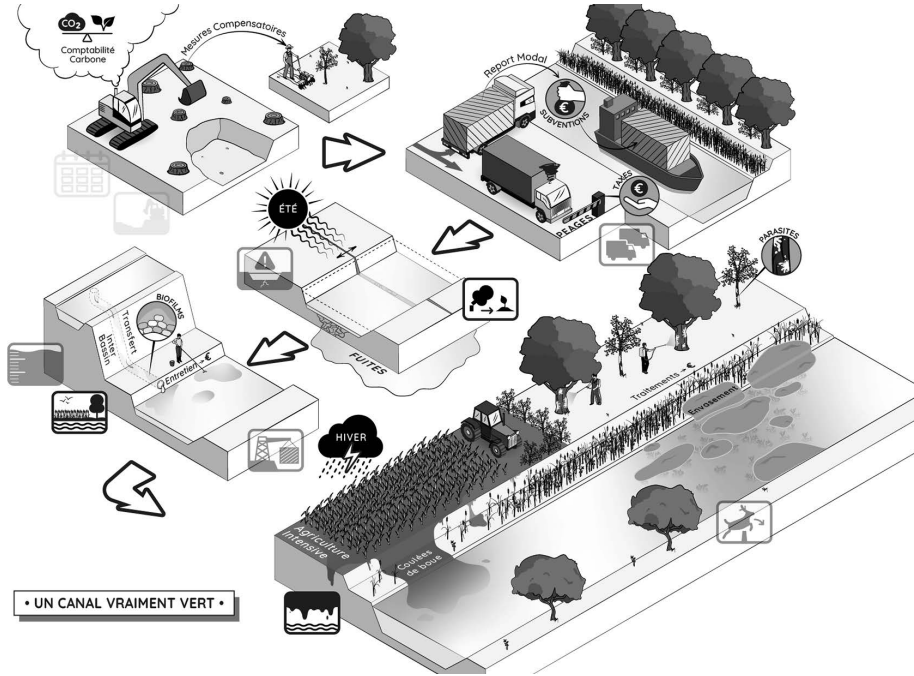 CO₂
Comptabilité
Carbone
Mesures Compensatoires
Report Modal
€
SUBVENTIONS
TAXES
€
PEAGES
PARASITES
ÉTÉ
FUITES
BIOFILMS
Transfert
Inter
Bassin
Entretien → €
HIVER
Traitements → €
Envasement
Agriculture
Intensive
Coulées
de boue
• UN CANAL VRAIMENT VERT •